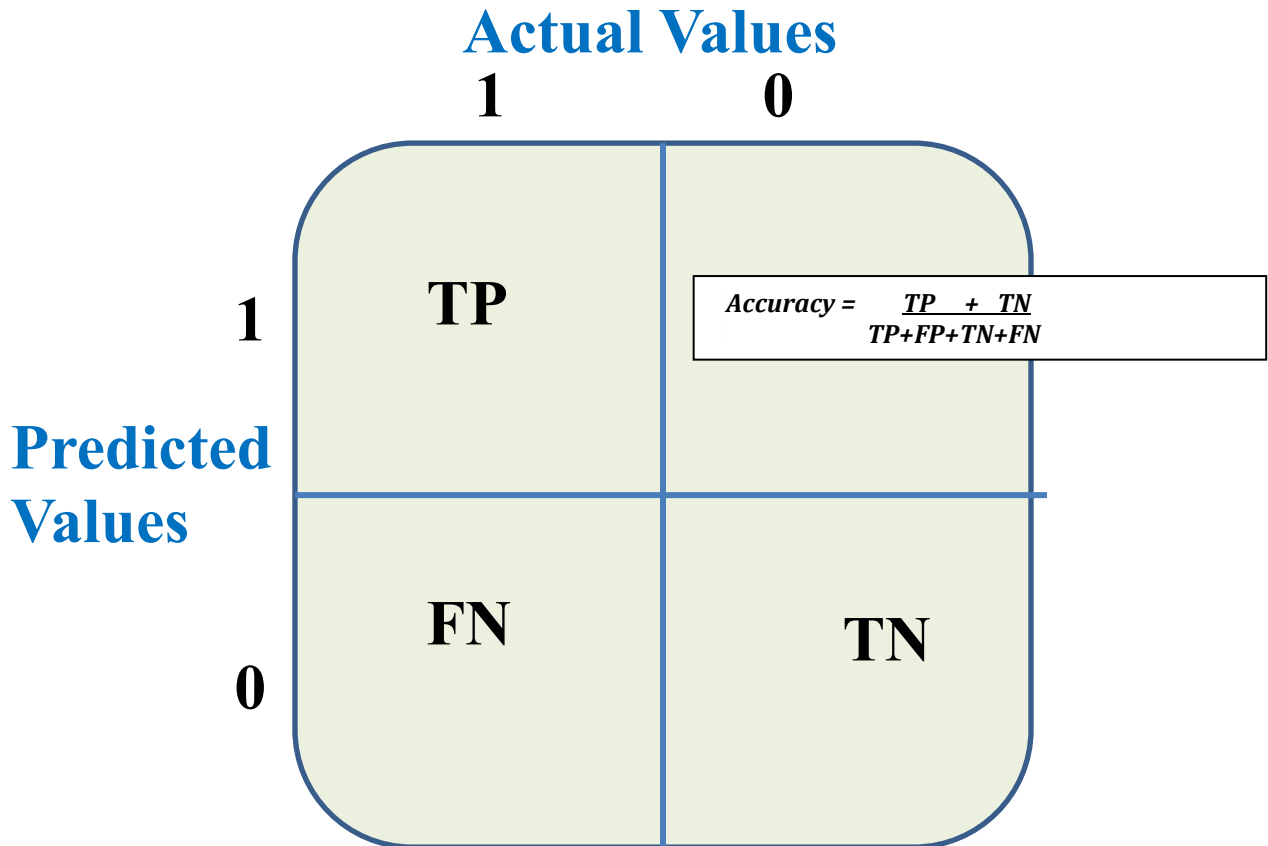 Actual Values
1 0
TP
1
Accuracy = TP + TN
TP+FP+TN+FN
Predicted
Values
FN
TN
0